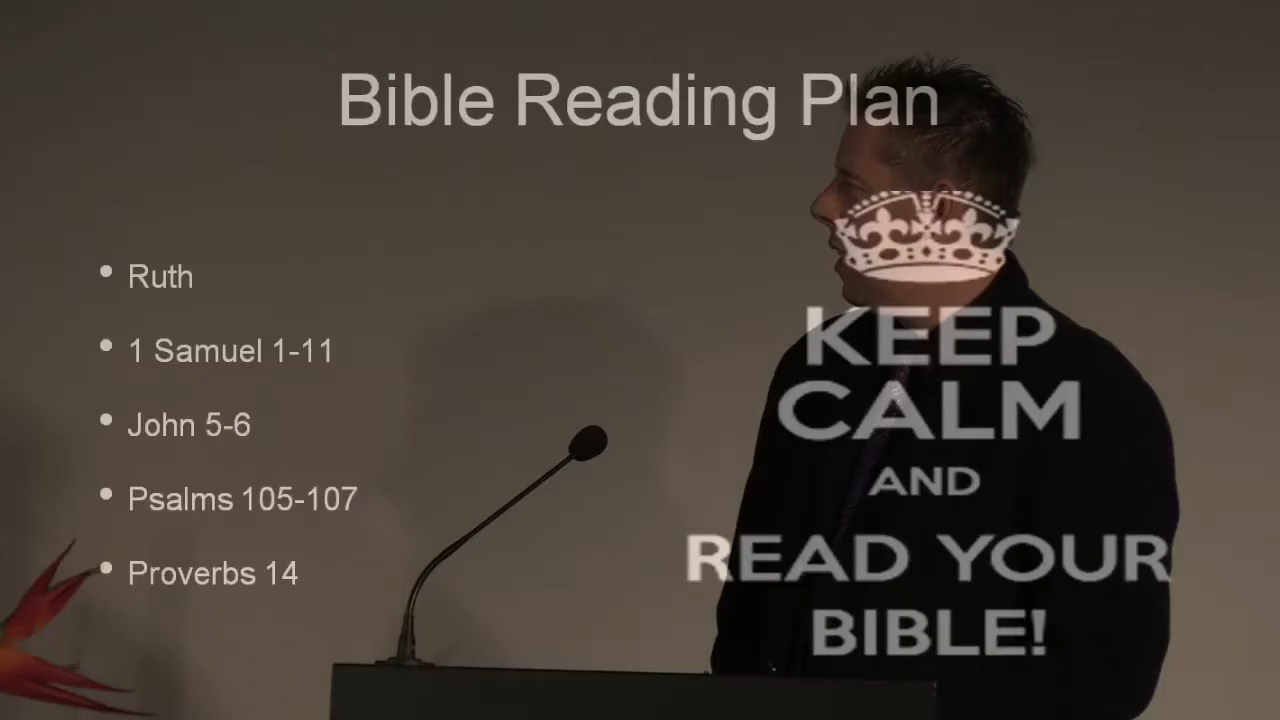 Bible Reading Plan
• Ruth
• 1 Samuel 1-11
• John 5-6
• Psalms 105-107
• Proverbs 14
KEEP
CALM
AND
READ YOUR
BIBLE!